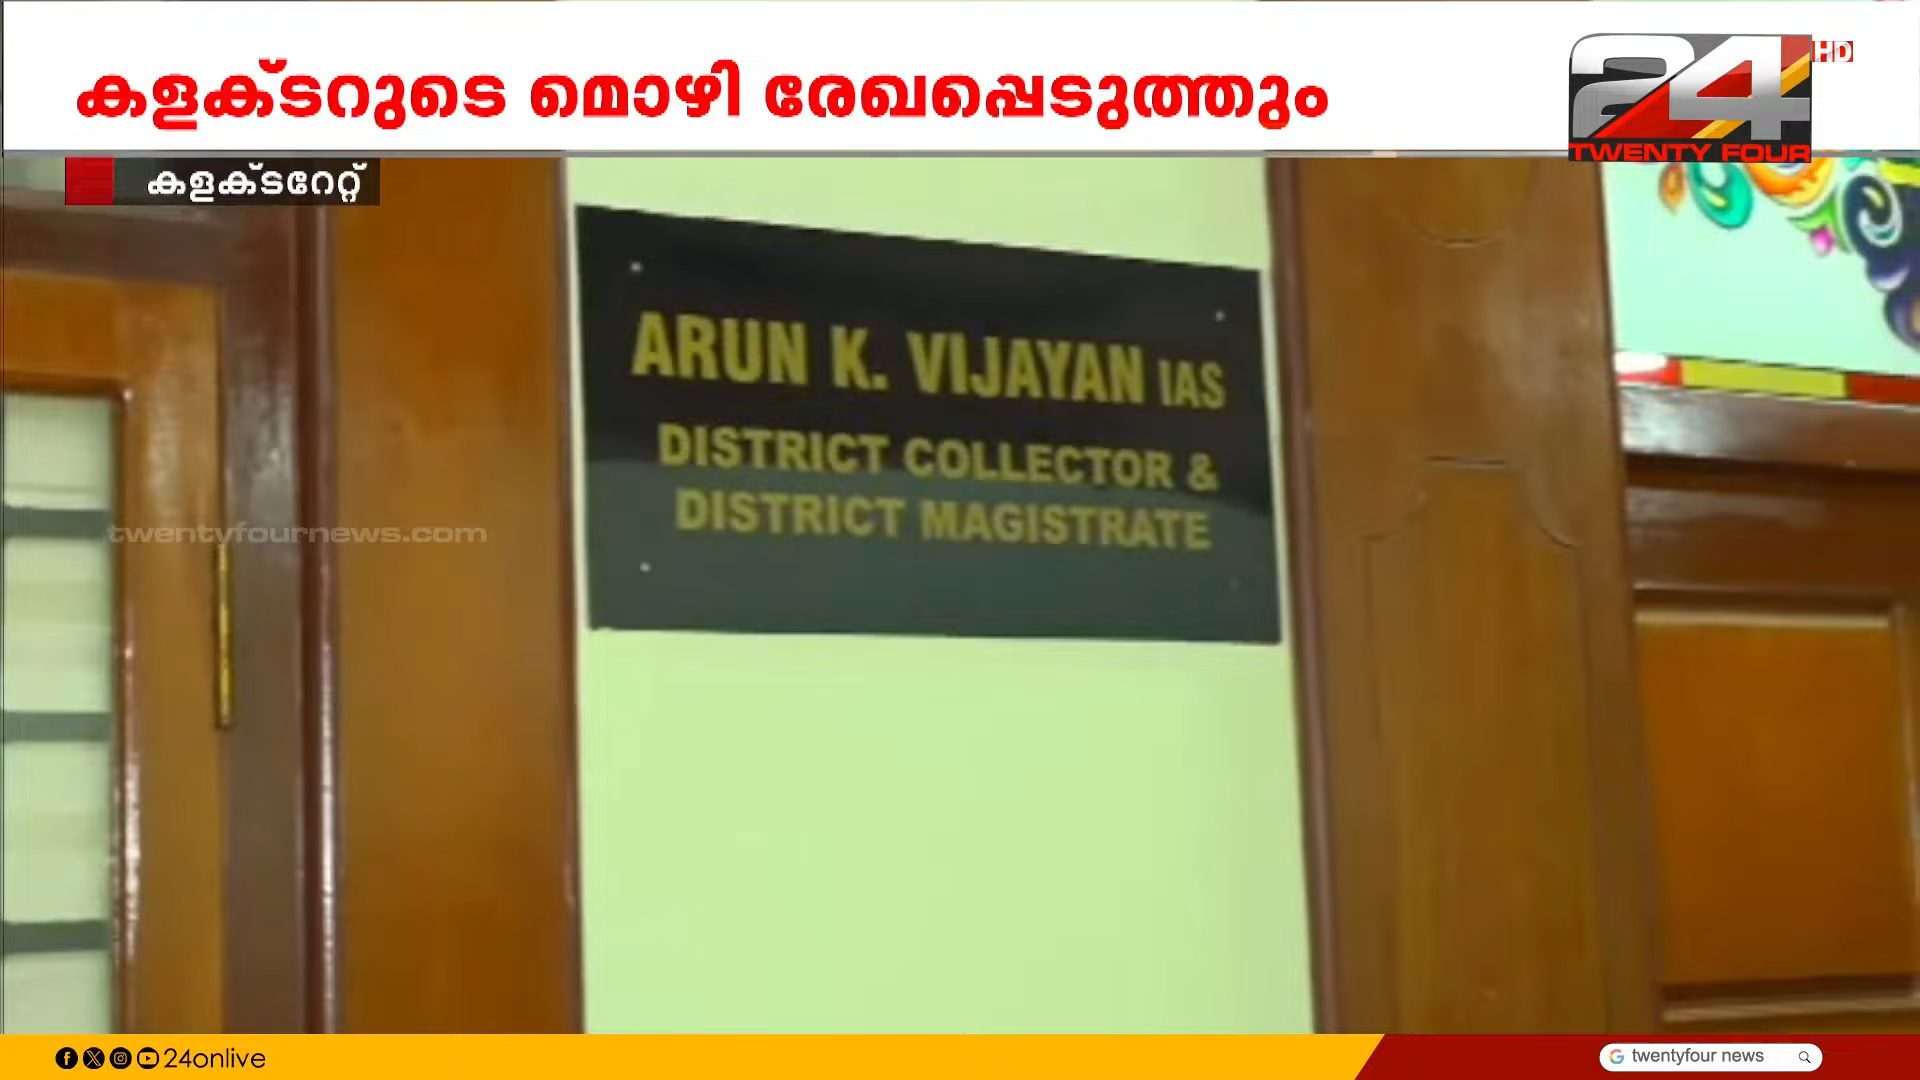 കളക്ടറുടെ മൊഴി രേഖപ്പെടുത്തും
24 HD
TWENTY FOUR
കളക്ടറേറ്റ്
ARUN K. VIJAYAN IAS
DISTRICT COLLECTOR &
DISTRICT MAGISTRATE
twentyfournews.com
24onlive
twentyfour news